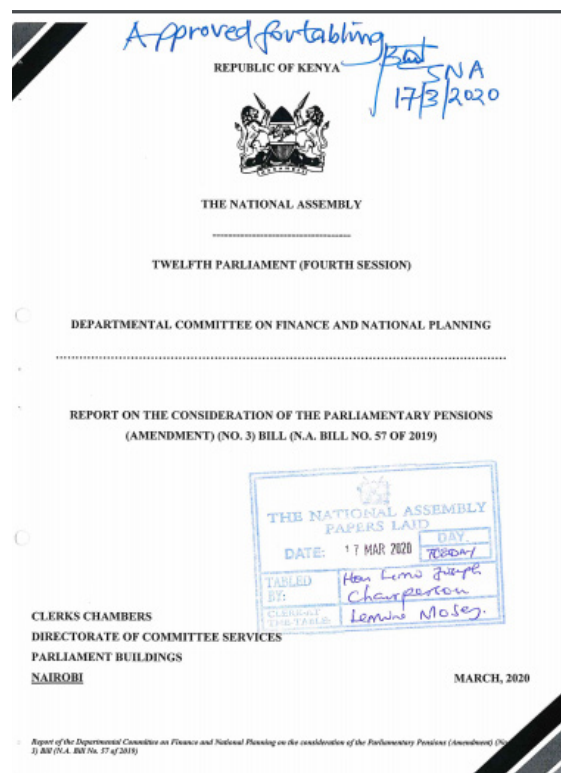 Approved for tabling
SNA
17/3/2020
REPUBLIC OF KENYA
THE NATIONAL ASSEMBLY
TWELFTH PARLIAMENT (FOURTH SESSION)
DEPARTMENTAL COMMITTEE ON FINANCE AND NATIONAL PLANNING
REPORT ON THE CONSIDERATION OF THE PARLIAMENTARY PENSIONS
(AMENDMENT) (NO. 3) BILL (N.A. BILL NO. 57 OF 2019)
THE NATIONAL ASSEMBLY
PAPERS LAID
DATE: 17 MAR 2020 DAY.
TUESDAY
TABLED BY: Hon Limo Joseph
Chairperson
CLERK-AT THE-TABLE: Moses
CLERKS CHAMBERS
DIRECTORATE OF COMMITTEE SERVICES
PARLIAMENT BUILDINGS
NAIROBI MARCH, 2020
Report of the Departmental Committee on Finance and National Planning on the consideration of the Parliamentary Pensions (Amendment) (No
3) Bill (N.A. Bill No. 57 of 2019)